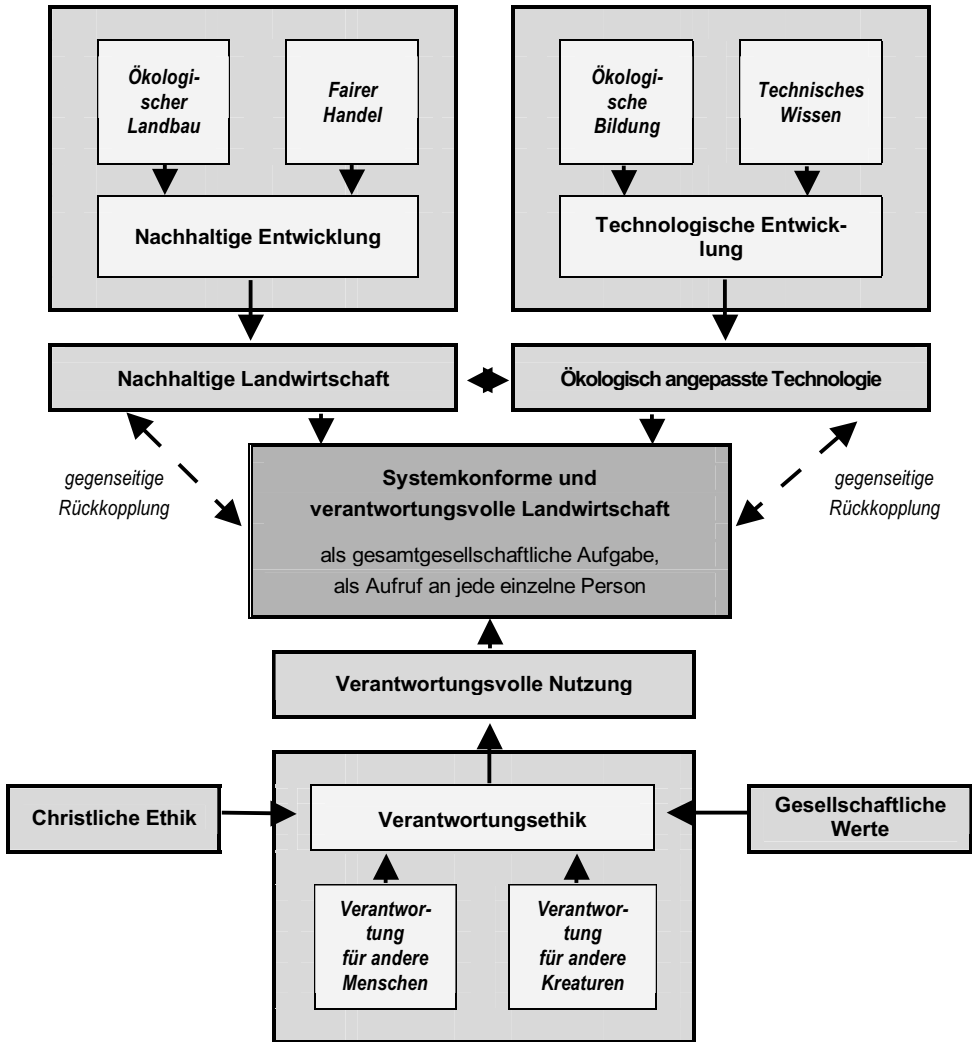 Ökologi-
scher
Landbau
Fairer
Handel
Ökologi-
sche
Bildung
Technisches
Wissen
Nachhaltige Entwicklung
Technologische Entwick-
lung
Nachhaltige Landwirtschaft
Ökologisch angepasste Technologie
gegenseitige
Rückkopplung
Systemkonforme und
verantwortungsvolle Landwirtschaft
als gesamtgesellschaftliche Aufgabe,
als Aufruf an jede einzelne Person
gegenseitige
Rückkopplung
Verantwortungsvolle Nutzung
Christliche Ethik
Verantwortungsethik
Gesellschaftliche
Werte
Verantwor-
tung
für andere
Menschen
Verantwor-
tung
für andere
Kreaturen